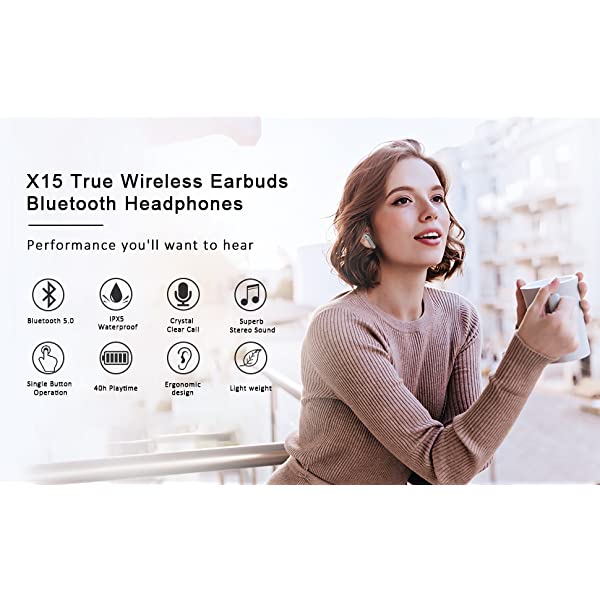 X15 True Wireless Earbuds
Bluetooth Headphones
Performance you'll want to hear
Bluetooth 5.0
IPX5
Waterproof
Crystal
Clear Call
Superb
Stereo Sound
Single Button
Operation
40h Playtime
Ergonomic
design
Light weight